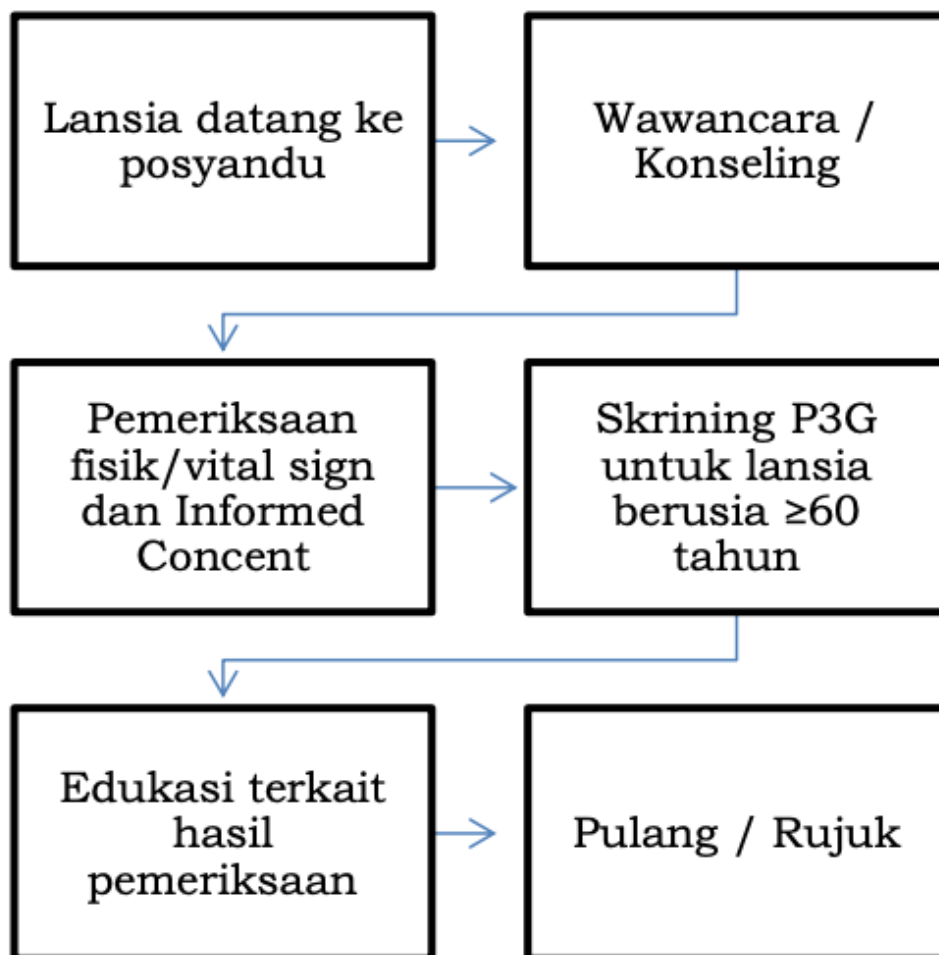 Lansia datang ke
posyandu
Wawancara /
Konseling
Pemeriksaan
fisik/vital sign
dan Informed
Concent
Skrining P3G
untuk lansia
berusia ≥60
tahun
Edukasi terkait
hasil
pemeriksaan
Pulang / Rujuk